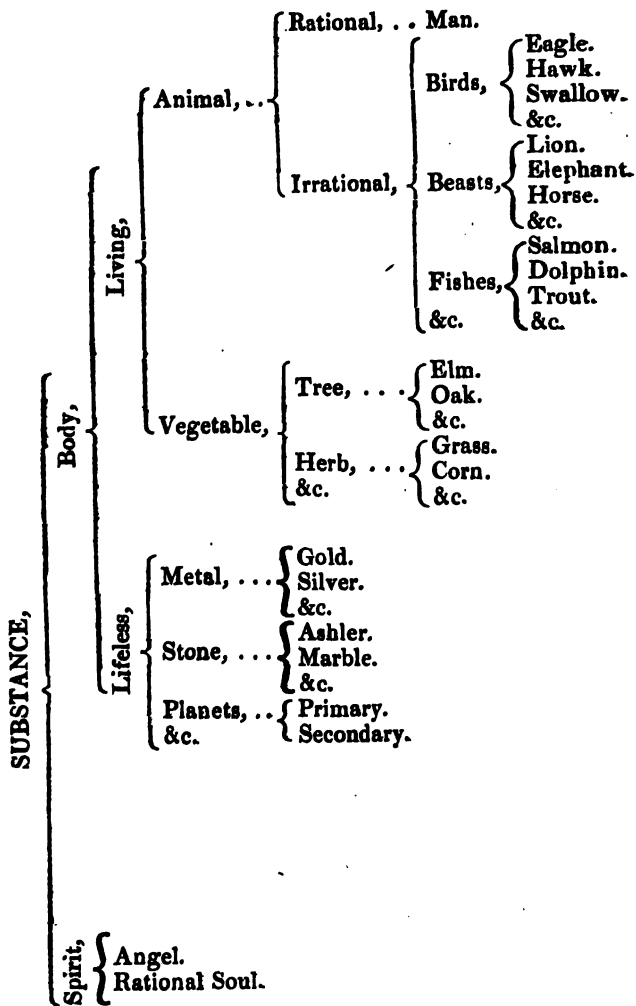 SUBSTANCE,
Body,
Living,
Animal, ..
Rational, .. Man.
Irrational,
Birds,
Eagle.
Hawk.
Swallow.
&c.
Beasts,
Lion.
Elephant.
Horse.
&c.
Fishes,
Salmon.
Dolphin.
Trout.
&c.
&c.
Vegetable,
Tree, ...
Elm.
Oak.
&c.
Herb, ...
Grass.
Corn.
&c.
&c.
Lifeless,
Metal, ...
Gold.
Silver.
&c.
Stone, ...
Ashler.
Marble.
&c.
Planets, ..
Primary.
Secondary.
&c.
Spirit,
Angel.
Rational Soul.